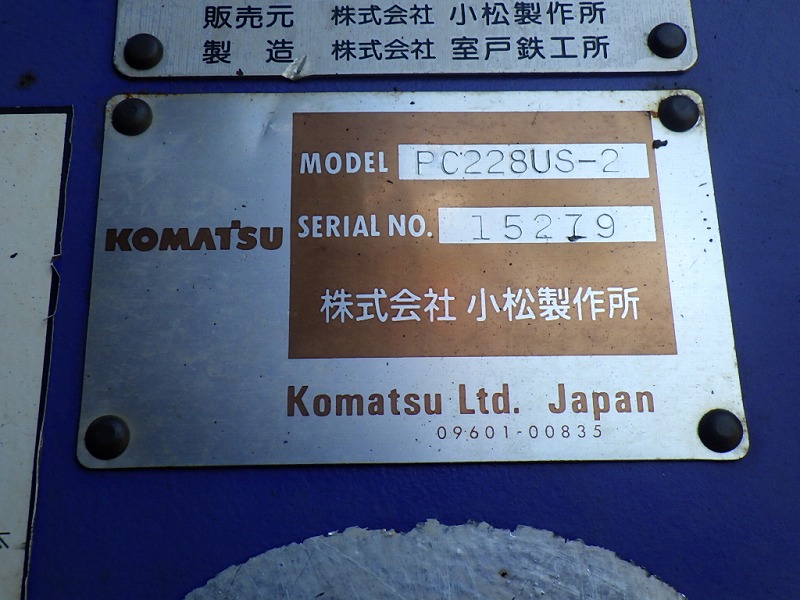 販売元 株式会社 小松製作所
製造 株式会社 室戸鉄工所
MODEL PC228US-2
KOMATSU
SERIAL NO. 15279
株式会社 小松製作所
Komatsu Ltd. Japan
09601-00835